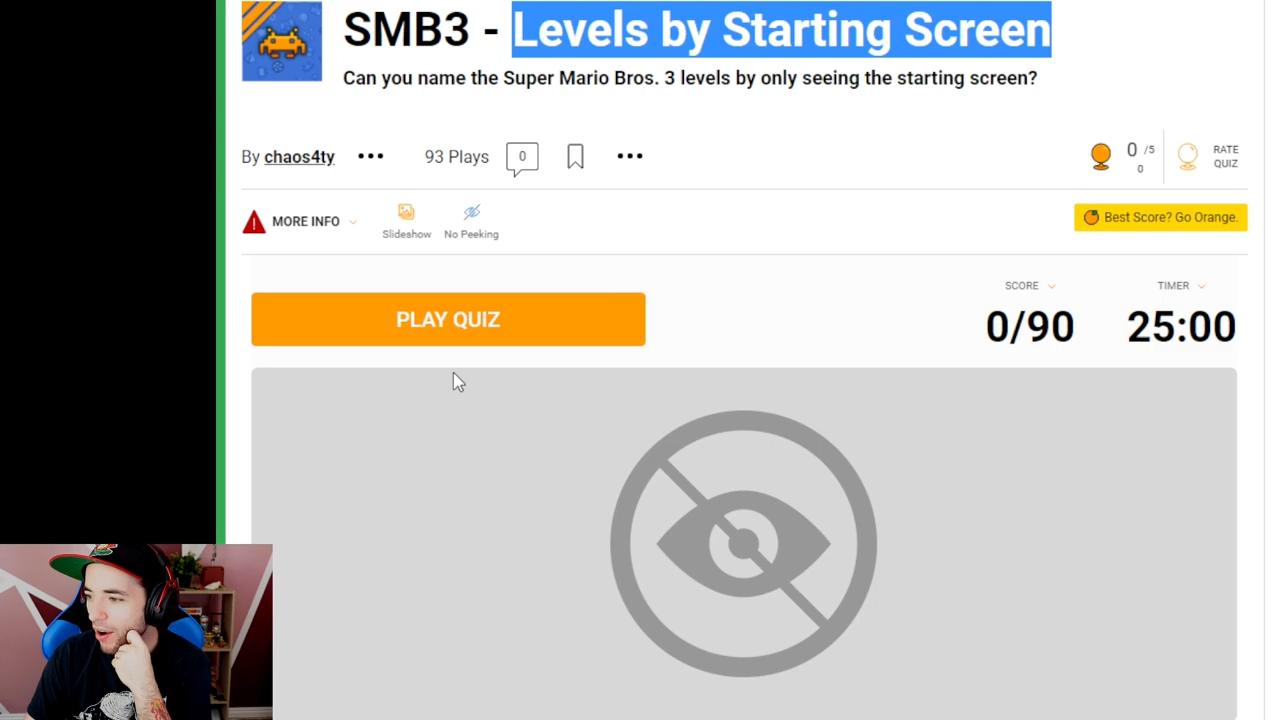 SMB3 - Levels by Starting Screen
Can you name the Super Mario Bros. 3 levels by only seeing the starting screen?
By chaos4ty ••• 93 Plays 0 •••
0 /5
0
RATE
QUIZ
MORE INFO
Slideshow
No Peeking
Best Score? Go Orange.
PLAY QUIZ
SCORE
0/90
TIMER
25:00